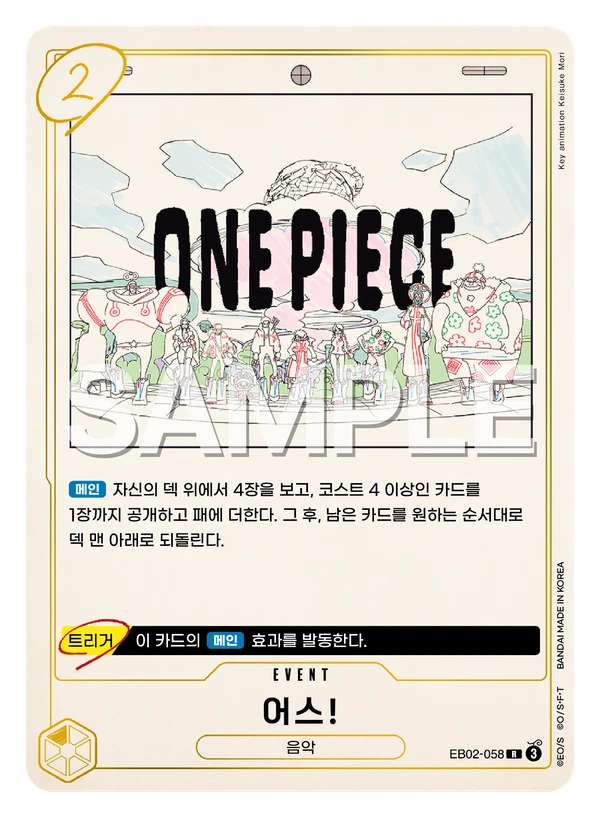 2
Key animation Keisuke Mori
ONE PIECE
SAMPLE
메인 자신의 덱 위에서 4장을 보고, 코스트 4 이상인 카드를
1장까지 공개하고 패에 더한다. 그 후, 남은 카드를 원하는 순서대로
덱 맨 아래로 되돌린다.
트리거 이 카드의 메인 효과를 발동한다.
EVENT
어스!
음악
EB02-058 R 3
©EO/S ©O/S·F·T BANDAI MADE IN KOREA